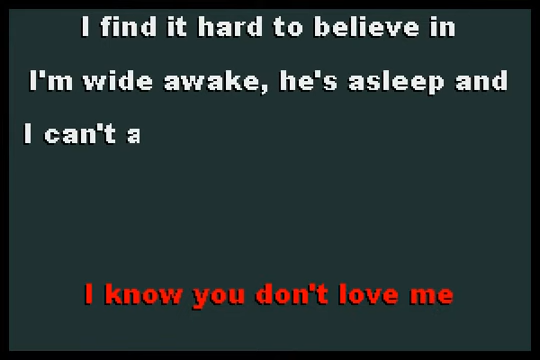 I find it hard to believe in
I'm wide awake, he's asleep and
I can't a
I know you don't love me